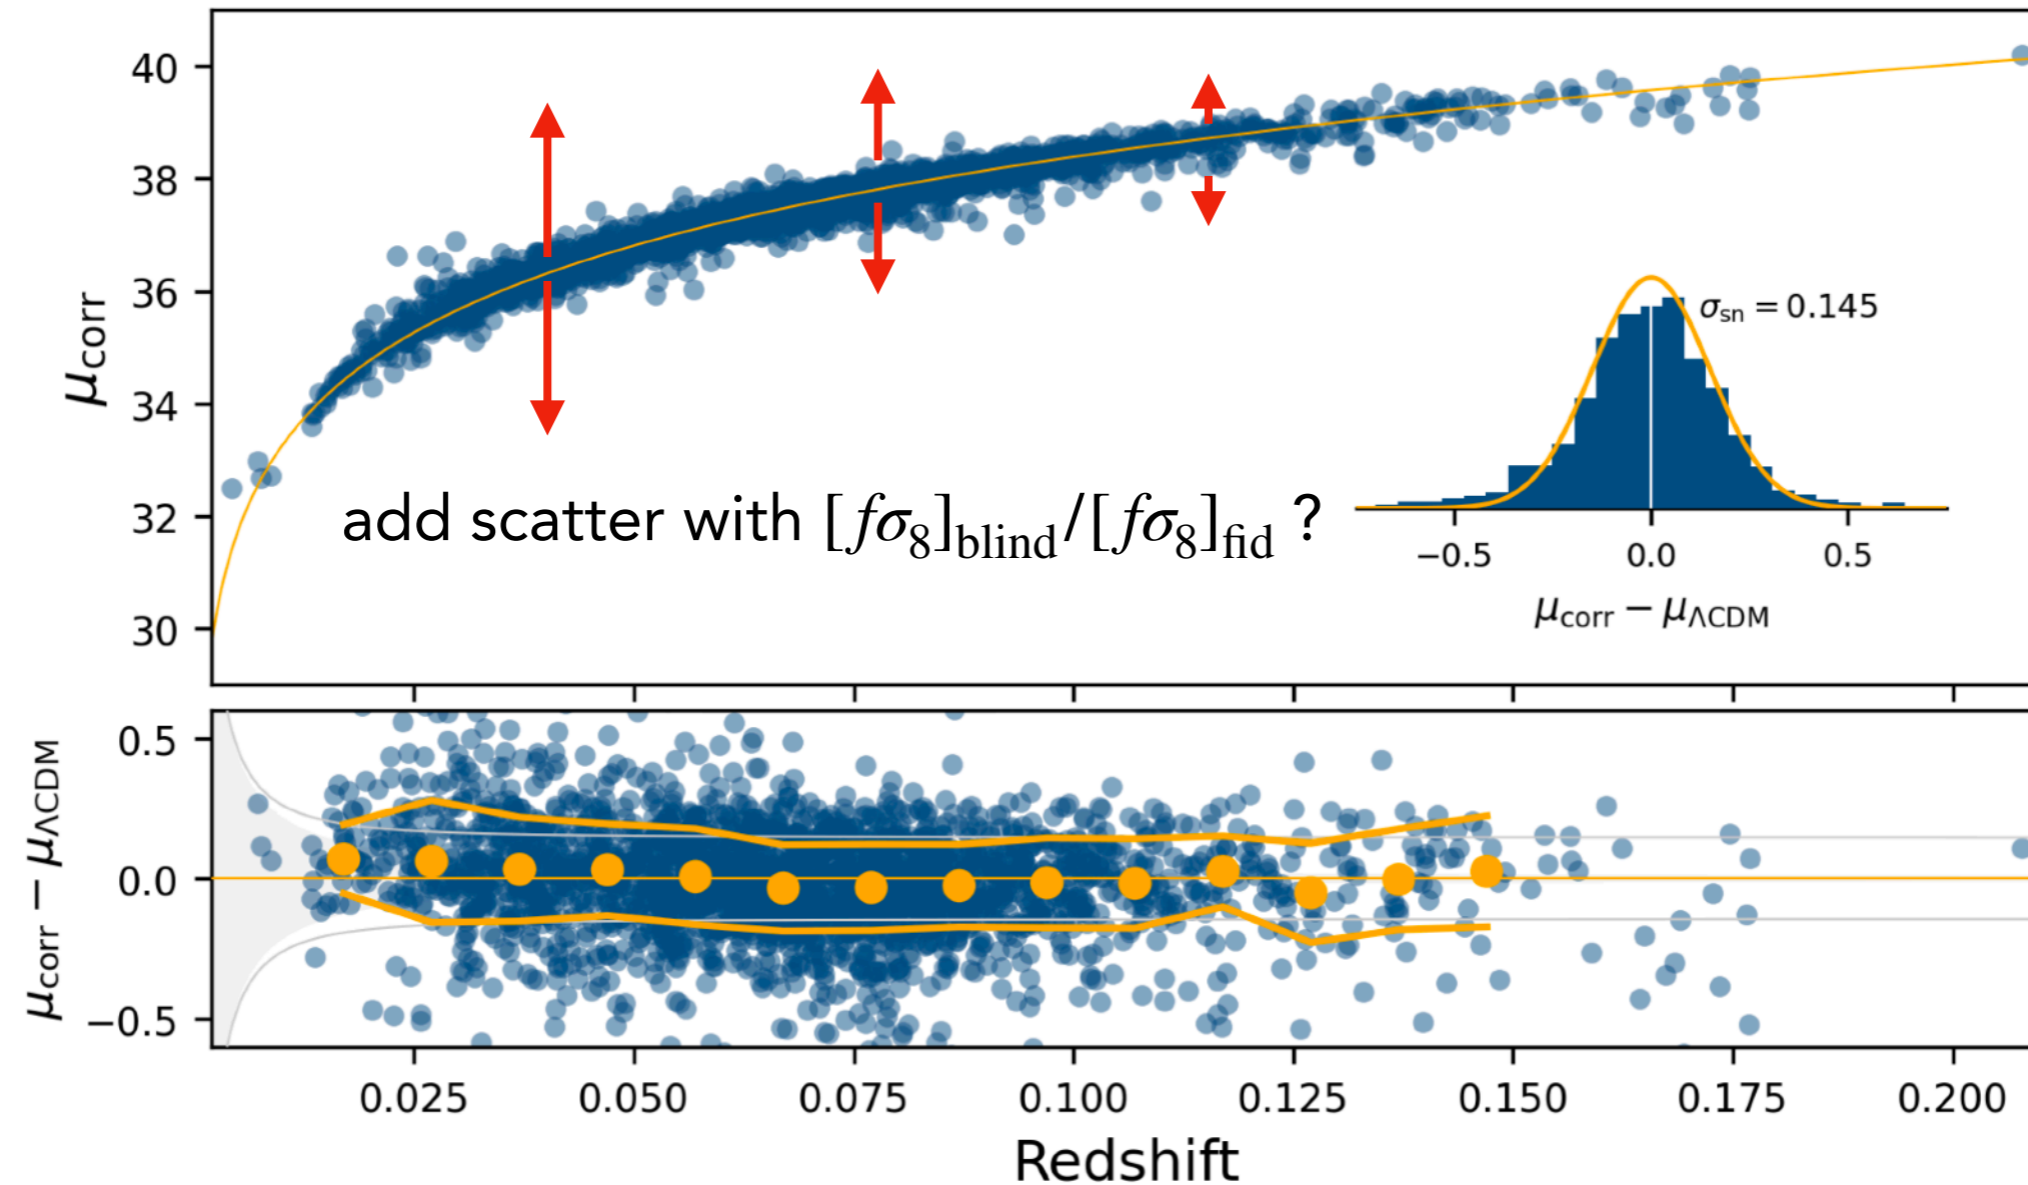 40
38
36
34
32
30
μcorr
σsn = 0.145
add scatter with [fσ8]blind/[fσ8]fid ?
−0.5 0.0 0.5
μcorr − μΛCDM
0.5
0.0
−0.5
μcorr − μΛCDM
0.025 0.050 0.075 0.100 0.125 0.150 0.175 0.200
Redshift